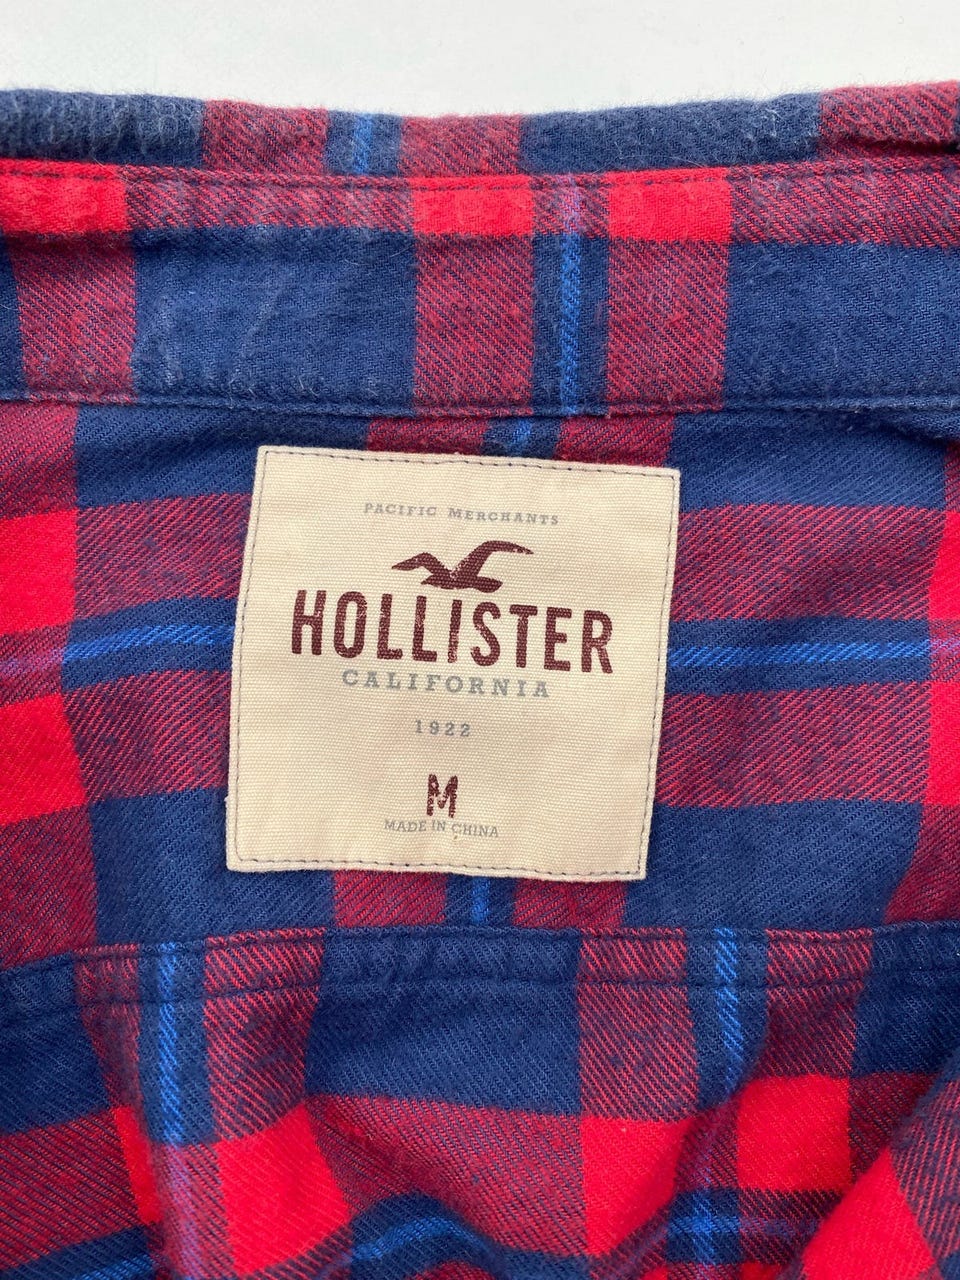 PACIFIC MERCHANTS
HOLLISTER
CALIFORNIA
1922
M
MADE IN CHINA